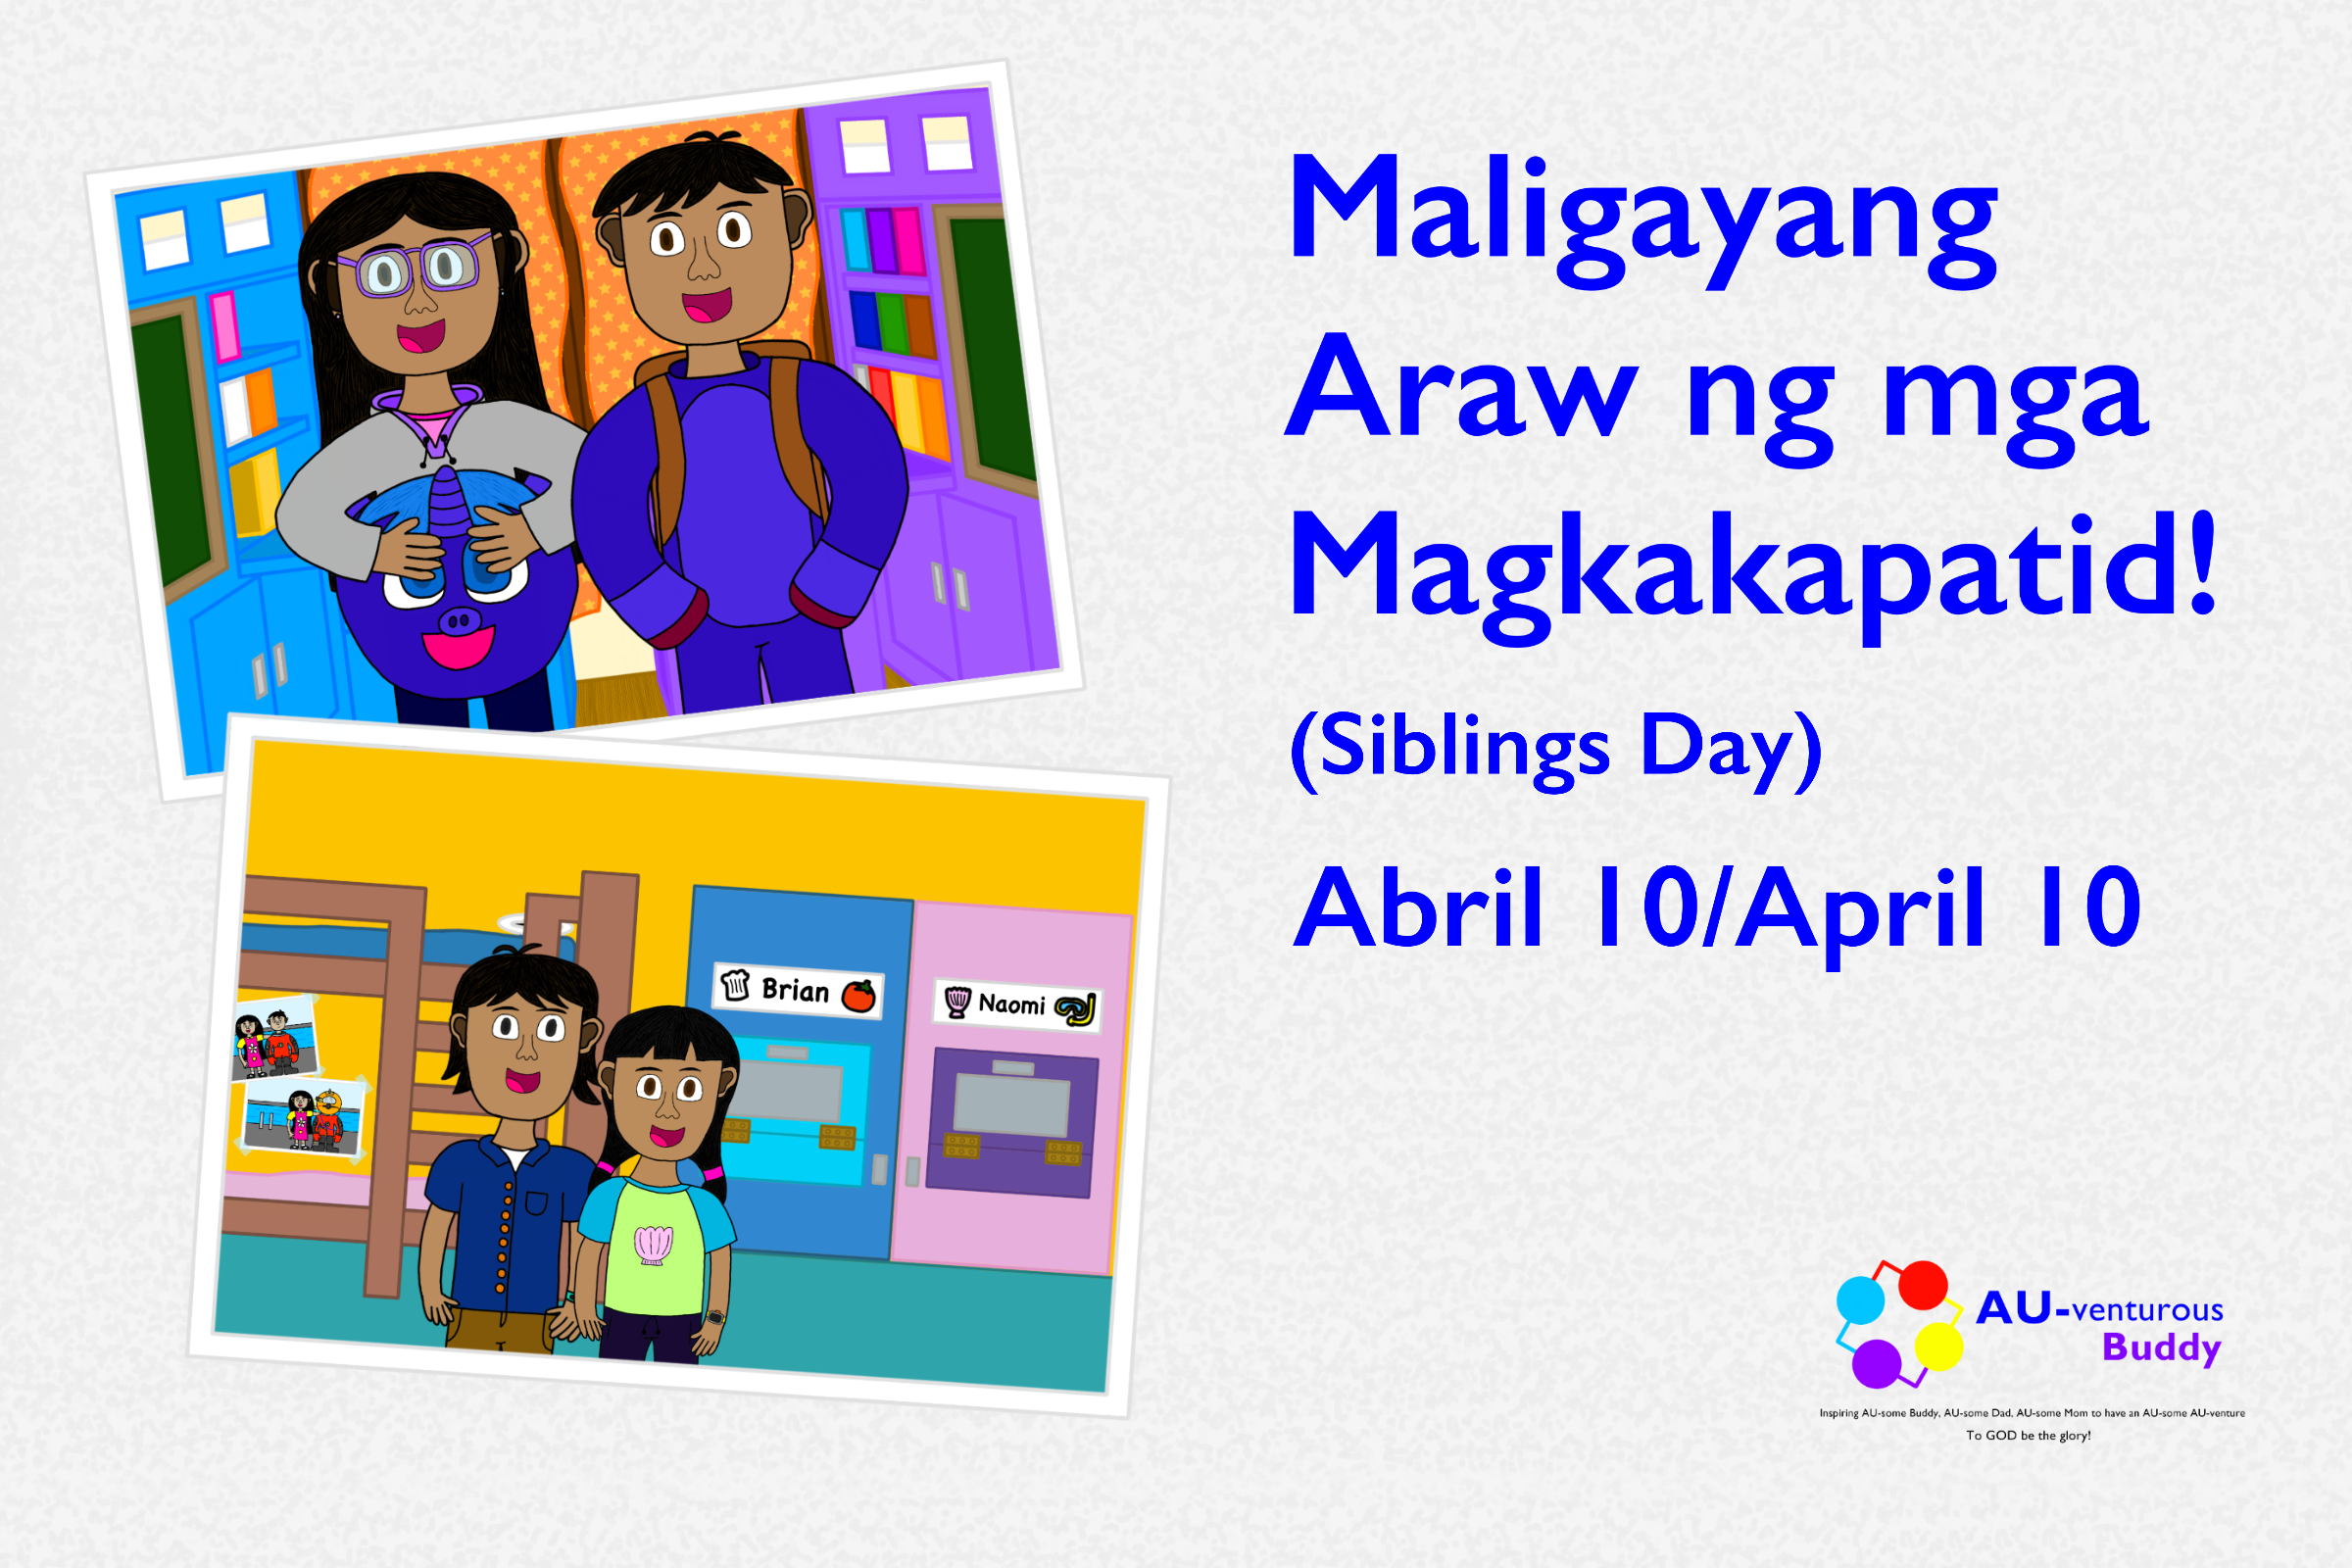 Maligayang
Araw ng mga
Magkakapatid!
(Siblings Day)
Abril 10/April 10
Brian
Naomi
AU-venturous
Buddy
Inspiring AU-some Buddy, AU-some Dad, AU-some Mom to have an AU-some AU-venture
To GOD be the glory!